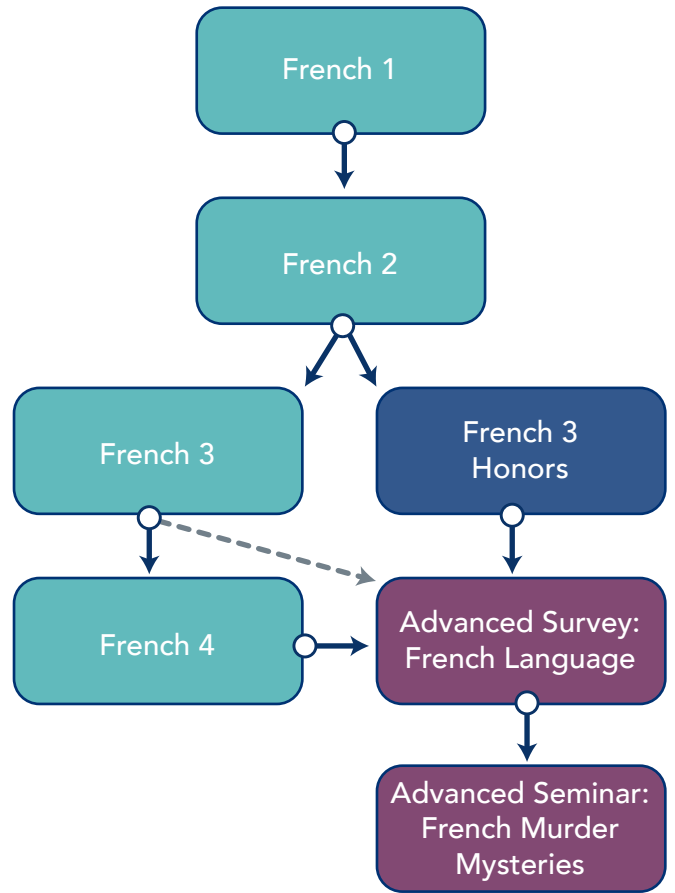 French 1
French 2
French 3
French 3
Honors
French 4
Advanced Survey:
French Language
Advanced Seminar:
French Murder
Mysteries